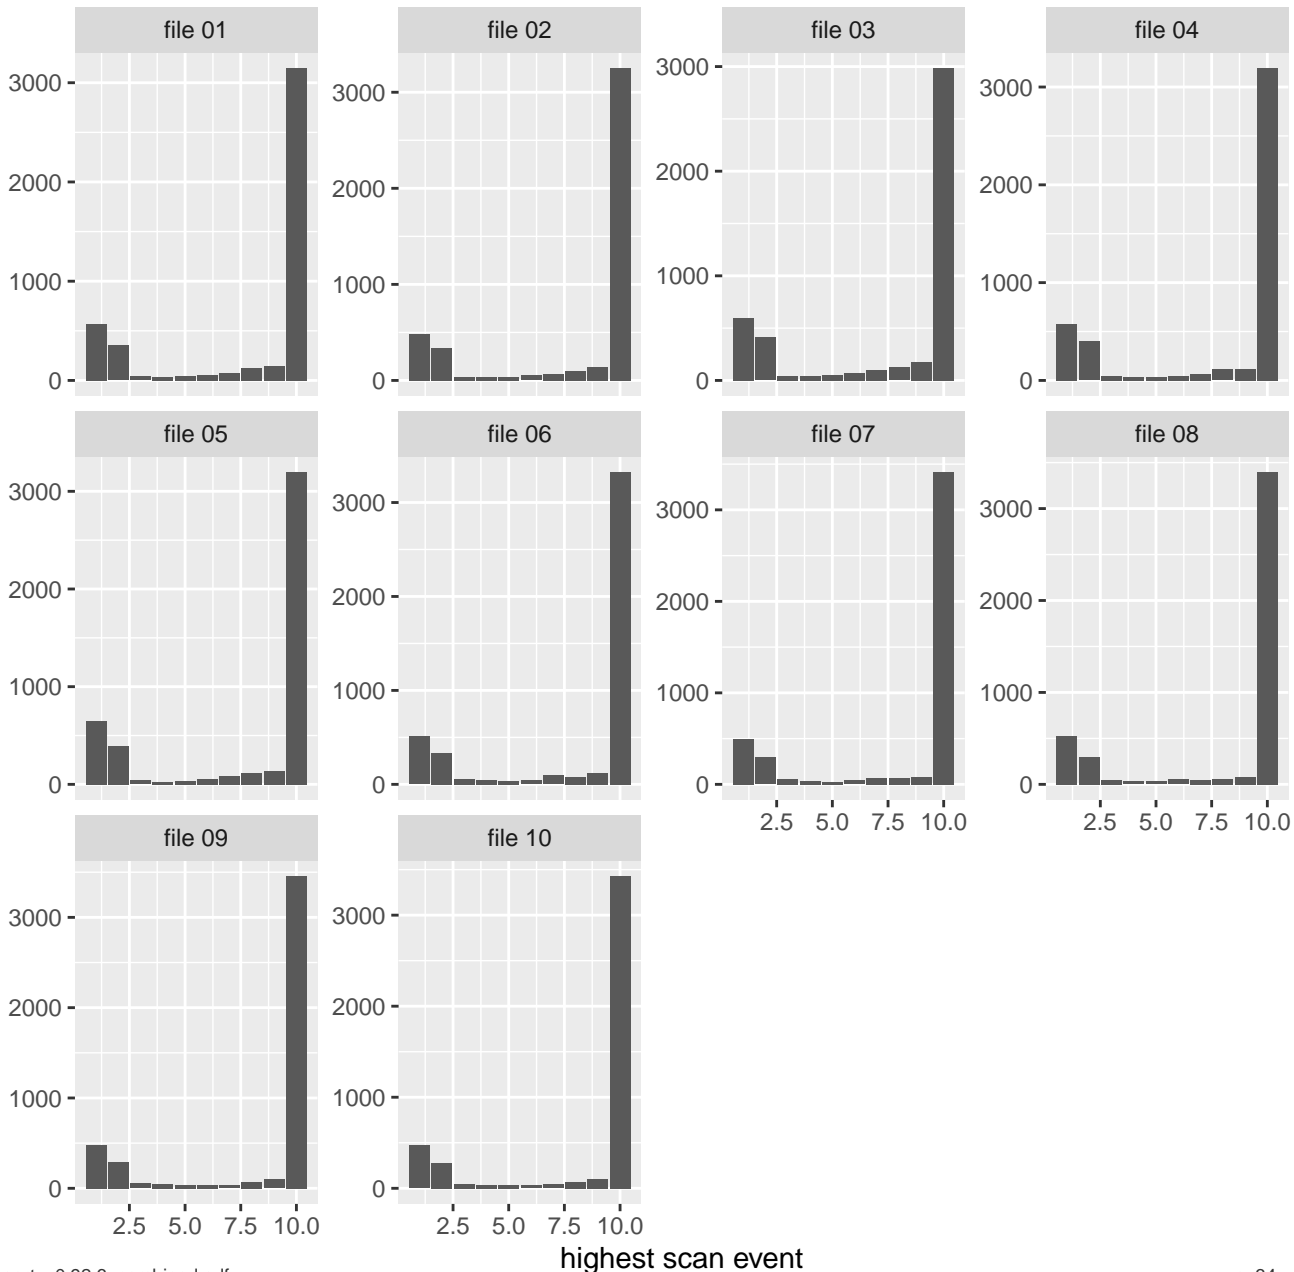 file 01 file 02 file 03 file 04
3000 3000 3000 3000
2000 2000 2000 2000
1000 1000 1000 1000
0 0 0 0
file 05 file 06 file 07 file 08
3000 3000 3000 3000
2000 2000 2000 2000
1000 1000 1000 1000
0 0 0 0
2.5 5.0 7.5 10.0 2.5 5.0 7.5 10.0
file 09 file 10
3000 3000
2000 2000
1000 1000
0 0
2.5 5.0 7.5 10.0 2.5 5.0 7.5 10.0
highest scan event